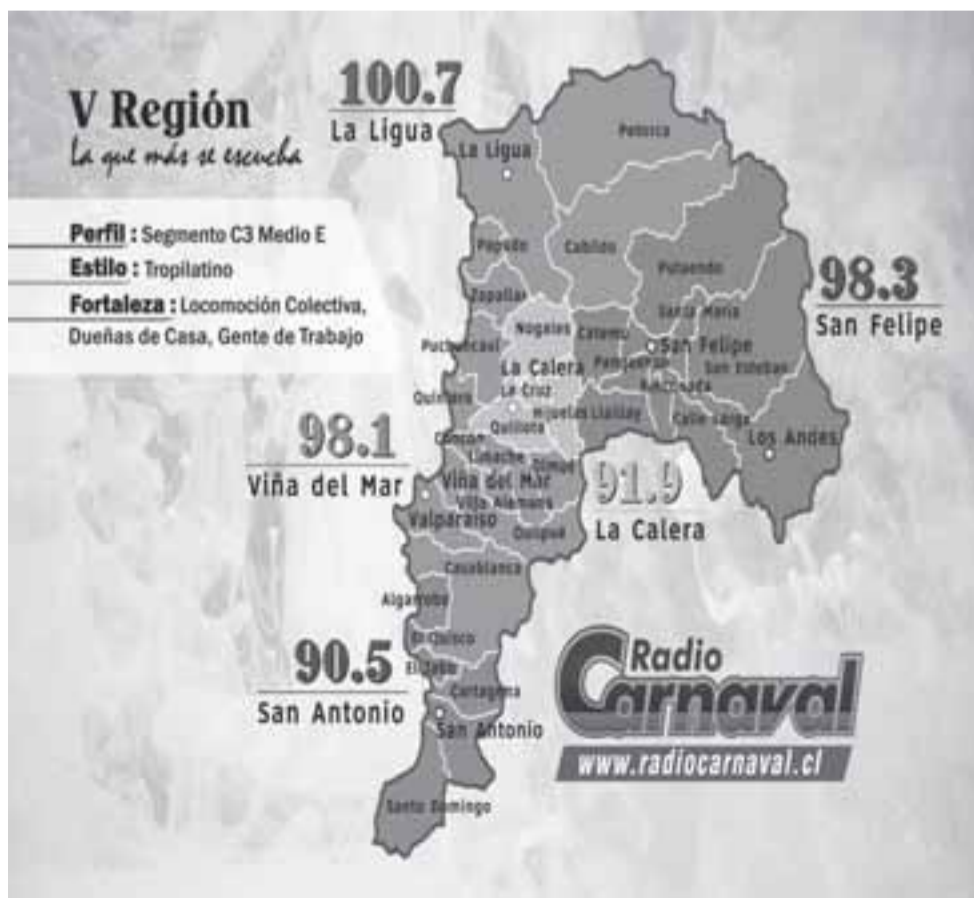 V Región
La que más se escucha
Perfil : Segmento C3 Medio E
Estilo : Tropilatino
Fortaleza : Locomoción Colectiva,
Dueñas de Casa, Gente de Trabajo
100.7
La Ligua
98.3
San Felipe
98.1
Viña del Mar
91.9
La Calera
90.5
San Antonio
La Ligua
Petorca
Papudo
Cabildo
Zapallar
Putaendo
Santa María
Nogales
Catemu
San Felipe
Puchuncaví
La Calera
Panquehue
San Esteban
La Cruz
Rinconada
Quintero
Hijuelas
Llaillay
Calle Larga
Quillota
Los Andes
Concón
Limache
Olmué
Viña del Mar
Villa Alemana
Valparaíso
Quilpué
Casablanca
Algarrobo
El Quisco
El Tabo
Cartagena
San Antonio
Santo Domingo
Radio
Carnaval
www.radiocarnaval.cl